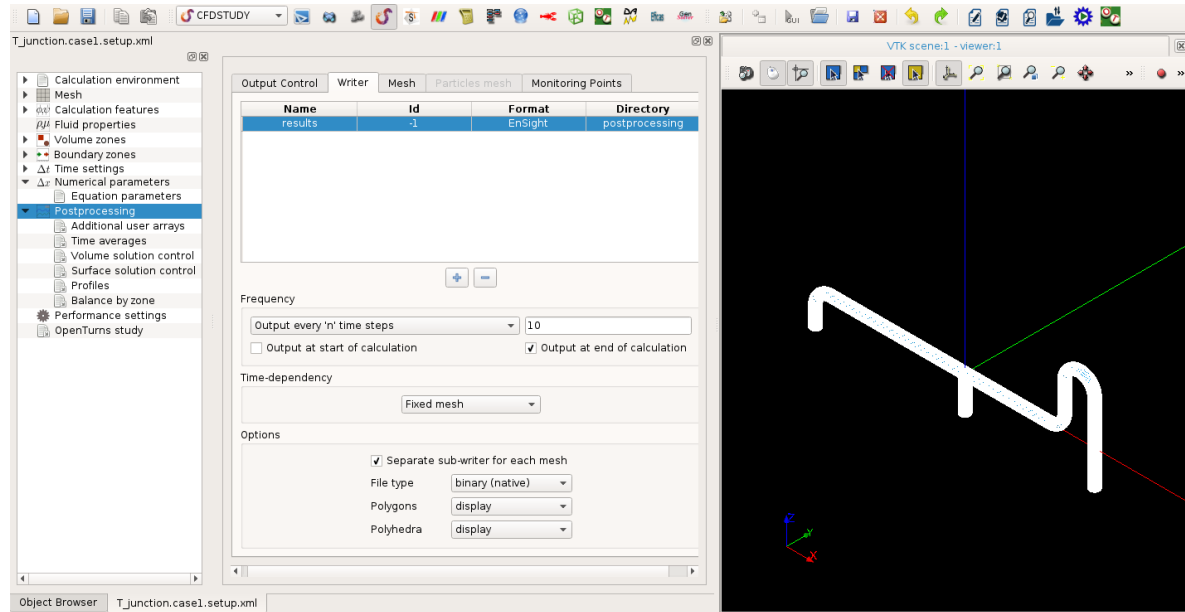 CFDSTUDY
T_junction.case1.setup.xml
Calculation environment
Mesh
Calculation features
Fluid properties
Volume zones
Boundary zones
Δt Time settings
Δx Numerical parameters
Equation parameters
Postprocessing
Additional user arrays
Time averages
Volume solution control
Surface solution control
Profiles
Balance by zone
Performance settings
OpenTurns study
Output Control Writer Mesh Particles mesh Monitoring Points
Name Id Format Directory
results -1 EnSight postprocessing
Frequency
Output every 'n' time steps 10
Output at start of calculation Output at end of calculation
Time-dependency
Fixed mesh
Options
Separate sub-writer for each mesh
File type binary (native)
Polygons display
Polyhedra display
Object Browser T_junction.case1.setup.xml
VTK scene:1 - viewer:1
» »
Z
Y
X